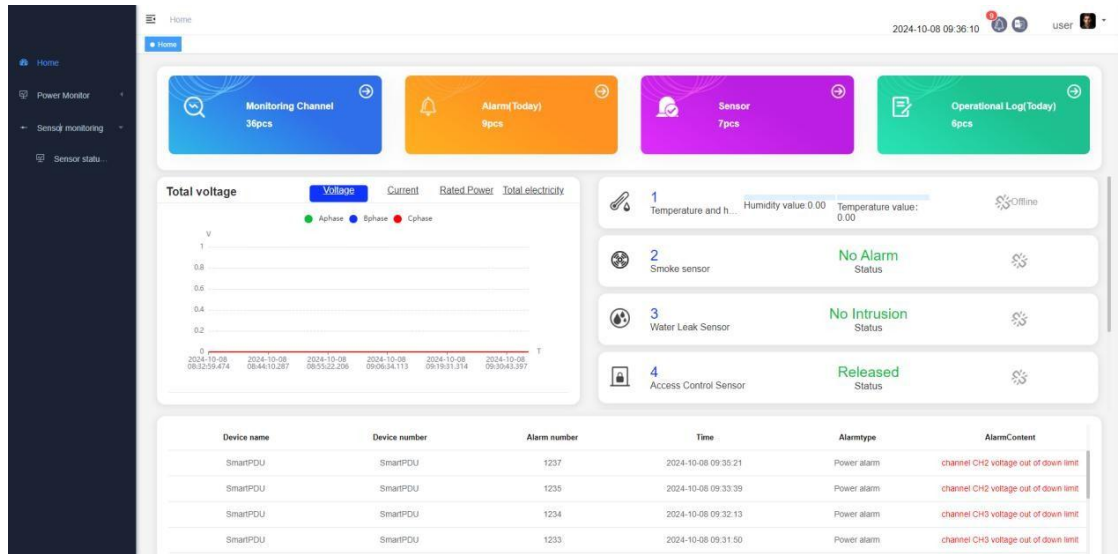 Home
2024-10-08 09:36:10
9
user
Home
Home
Power Monitor
Sensor monitoring
Sensor statu...
Monitoring Channel
36pcs
Alarm(Today)
9pcs
Sensor
7pcs
Operational Log(Today)
6pcs
Total voltage
Voltage Current Rated Power Total electricity
Aphase Bphase Cphase
V
1
0.8
0.6
0.4
0.2
0
T
2024-10-08 2024-10-08 2024-10-08 2024-10-08 2024-10-08 2024-10-08
08:32:59.474 08:44:10.287 08:55:22.206 09:06:34.113 09:19:31.314 09:30:43.397
1
Temperature and h... Humidity value:0.00 Temperature value:
0.00
Offline
2
Smoke sensor
No Alarm
Status
3
Water Leak Sensor
No Intrusion
Status
4
Access Control Sensor
Released
Status
Device name Device number Alarm number Time Alarmtype AlarmContent
SmartPDU SmartPDU 1237 2024-10-08 09:35:21 Power alarm channel CH2 voltage out of down limit
SmartPDU SmartPDU 1235 2024-10-08 09:33:39 Power alarm channel CH2 voltage out of down limit
SmartPDU SmartPDU 1234 2024-10-08 09:32:13 Power alarm channel CH3 voltage out of down limit
SmartPDU SmartPDU 1233 2024-10-08 09:31:50 Power alarm channel CH3 voltage out of down limit